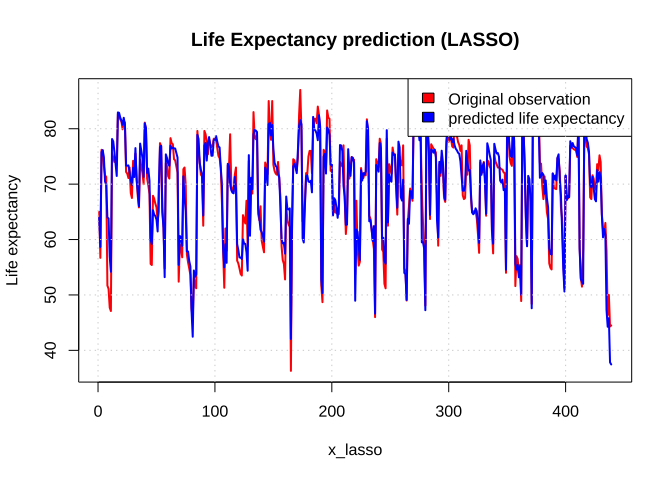 Life Expectancy prediction (LASSO)
Original observation
predicted life expectancy
Life expectancy
80
70
60
50
40
0 100 200 300 400
x_lasso